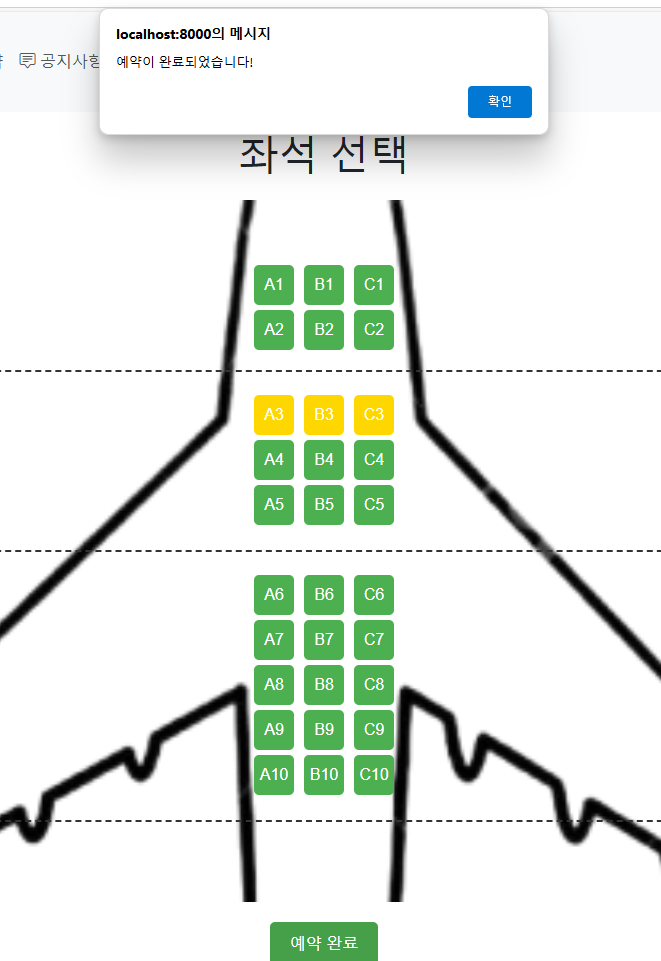 localhost:8000의 메시지
예약이 완료되었습니다!
확인
공지사항
좌석 선택
A1 B1 C1
A2 B2 C2
A3 B3 C3
A4 B4 C4
A5 B5 C5
A6 B6 C6
A7 B7 C7
A8 B8 C8
A9 B9 C9
A10 B10 C10
예약 완료